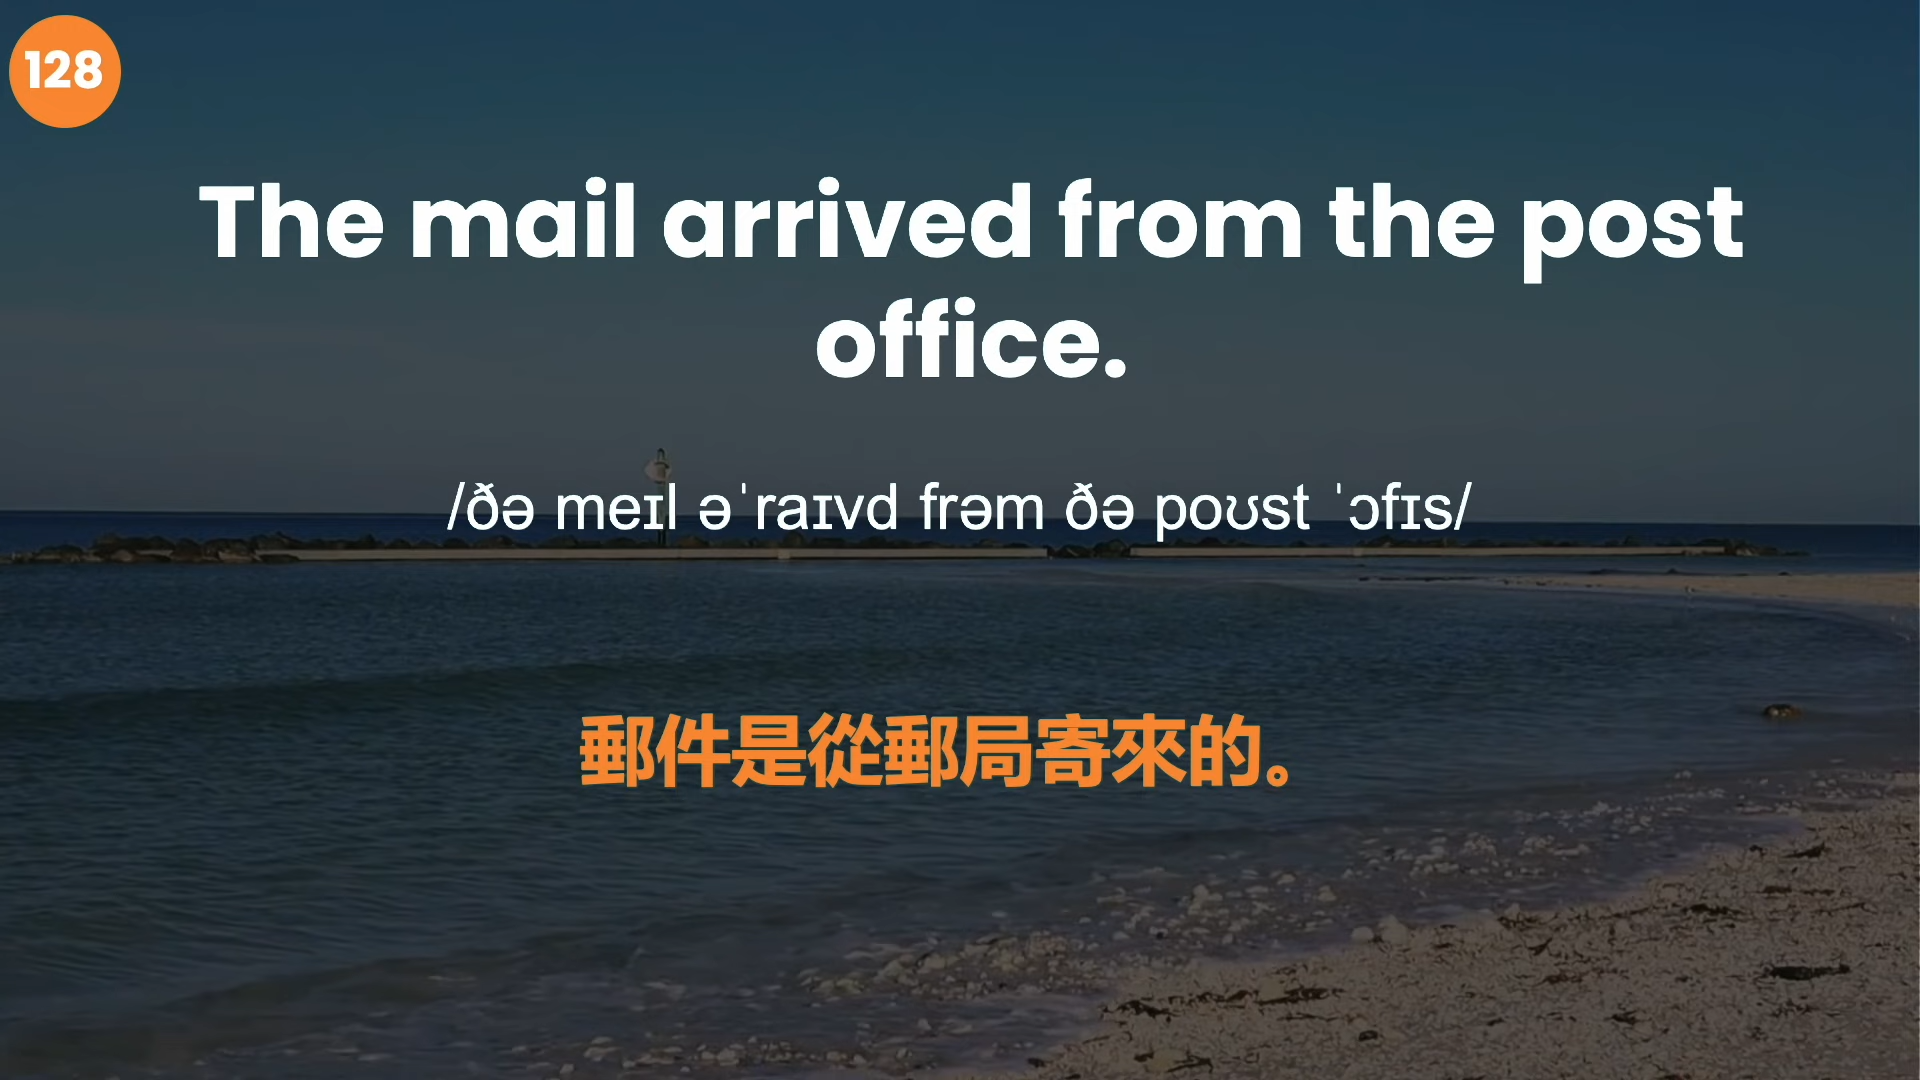 128
The mail arrived from the post
office.
/ðə meɪl əˈraɪvd frəm ðə poʊst ˈɔfɪs/
郵件是從郵局寄來的。